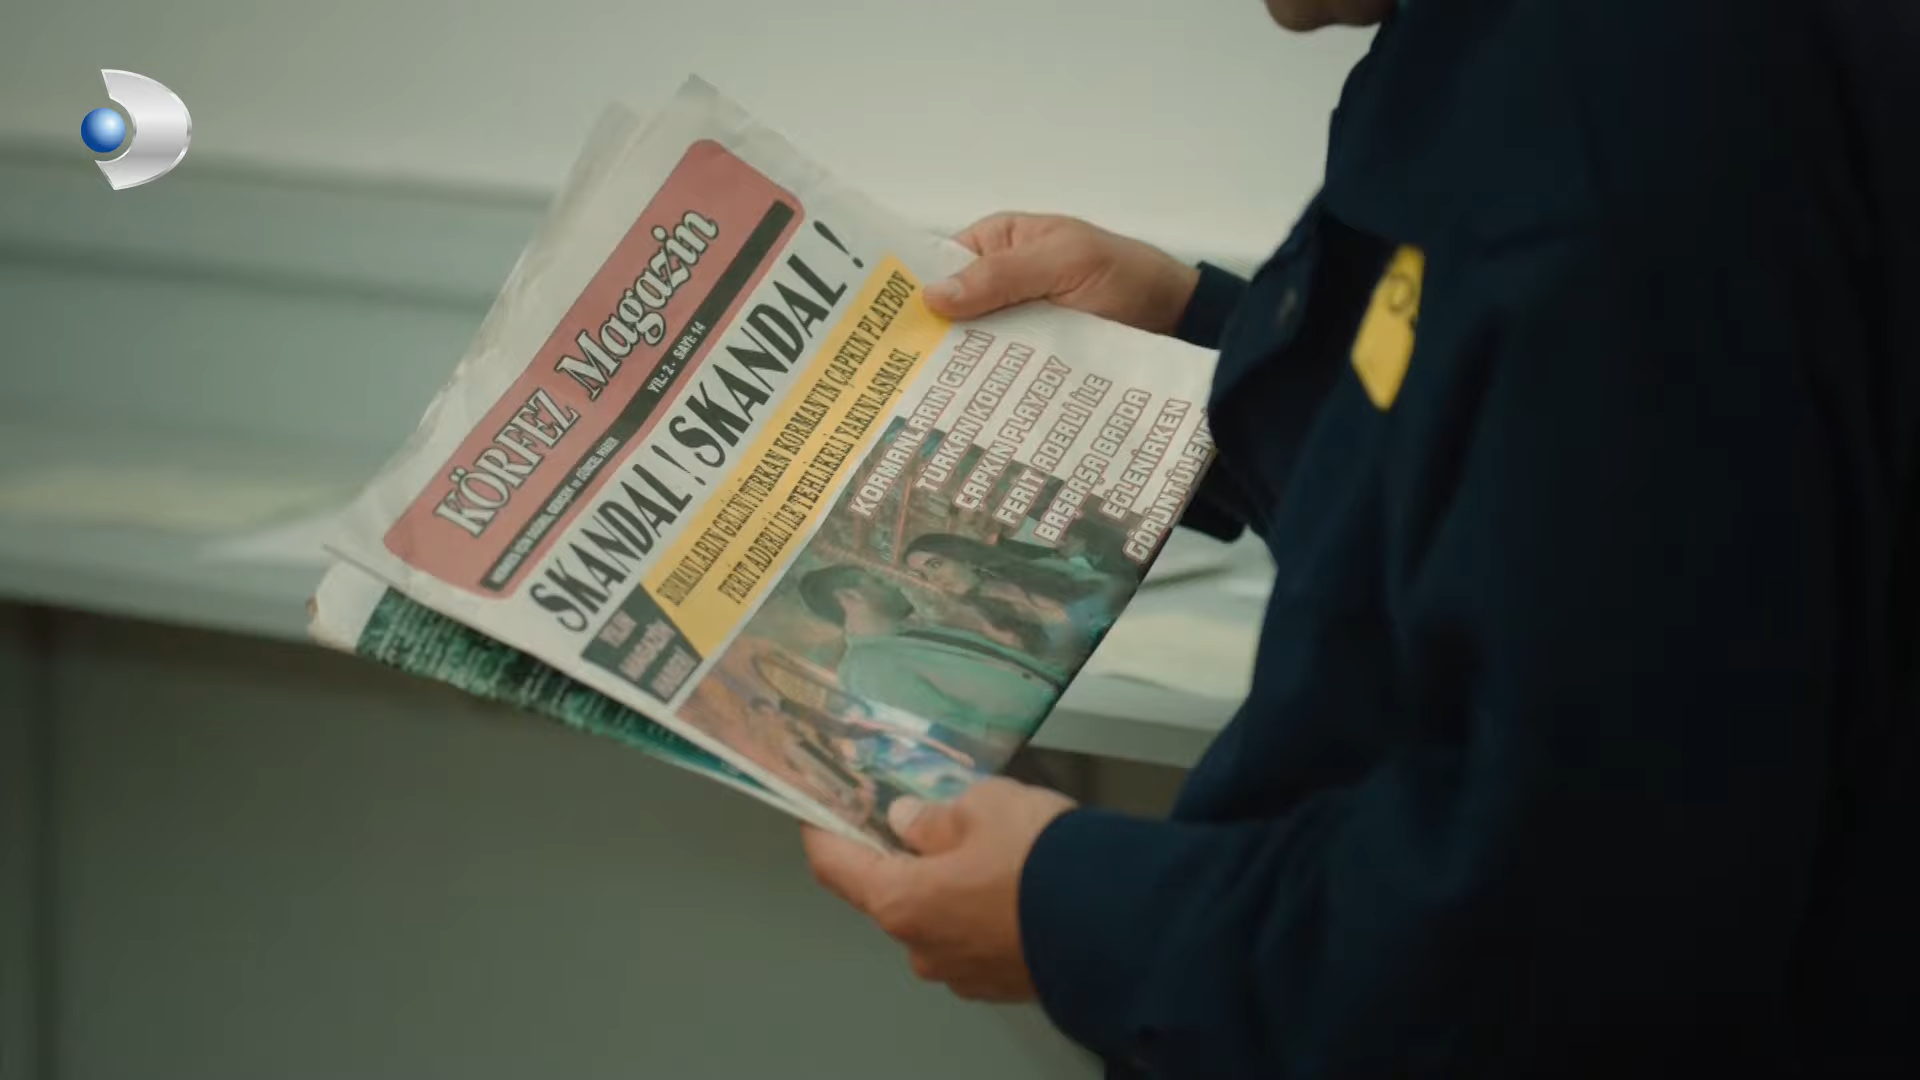 KÖRFEZ Magazin
YIL: 2 - SAYI: 14
SKANDAL! SKANDAL!
KORMANLARIN GELİNİ TÜRKAN KORMAN'IN ÇAPKIN PLAYBOY
FERİT ADERLİ İLE TEHLİKELİ YAKINLAŞMASI..
KORMANLARIN GELİNİ
TÜRKAN KORMAN
ÇAPKIN PLAYBOY
FERİT ADERLİ İLE
BAŞBAŞA BARDA
EĞLENİRKEN